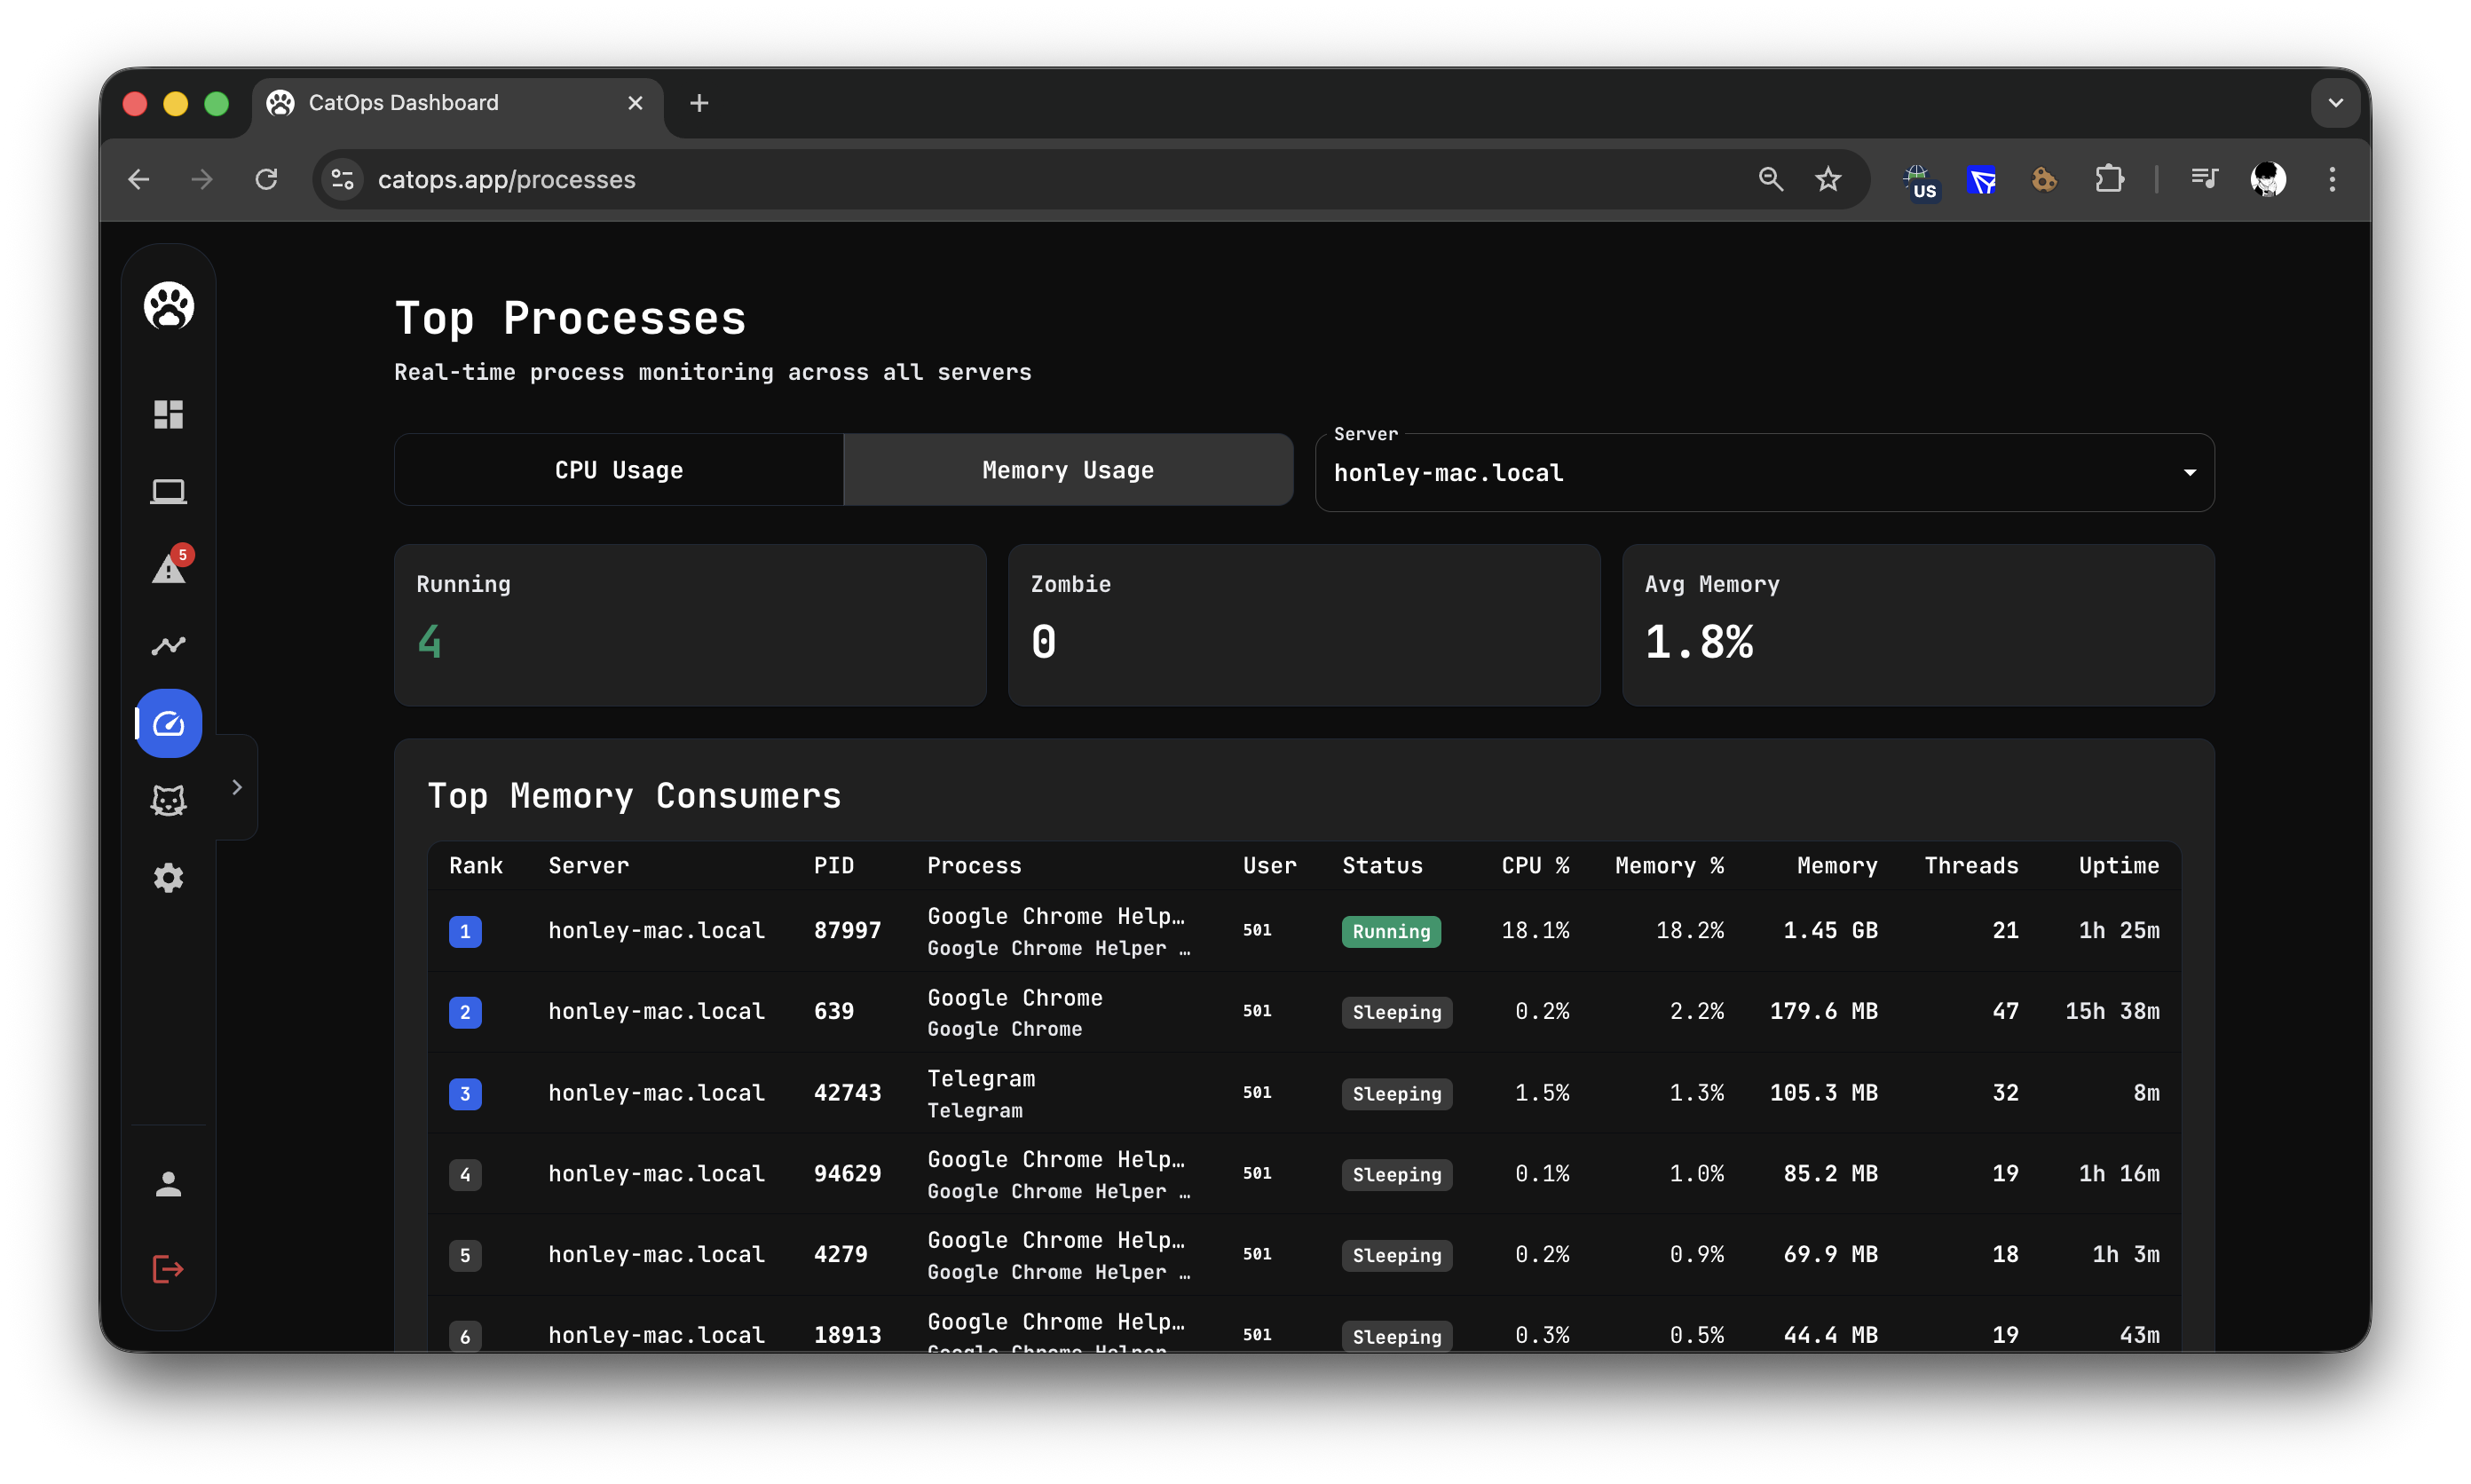 CatOps Dashboard
catops.app/processes
US
Top Processes
Real-time process monitoring across all servers
CPU Usage
Memory Usage
Server
honley-mac.local
5
Running
4
Zombie
0
Avg Memory
1.8%
Top Memory Consumers
Rank Server PID Process User Status CPU % Memory % Memory Threads Uptime
1 honley-mac.local 87997 Google Chrome Help… 501 Running 18.1% 18.2% 1.45 GB 21 1h 25m
Google Chrome Helper …
2 honley-mac.local 639 Google Chrome 501 Sleeping 0.2% 2.2% 179.6 MB 47 15h 38m
Google Chrome
3 honley-mac.local 42743 Telegram 501 Sleeping 1.5% 1.3% 105.3 MB 32 8m
Telegram
4 honley-mac.local 94629 Google Chrome Help… 501 Sleeping 0.1% 1.0% 85.2 MB 19 1h 16m
Google Chrome Helper …
5 honley-mac.local 4279 Google Chrome Help… 501 Sleeping 0.2% 0.9% 69.9 MB 18 1h 3m
Google Chrome Helper …
6 honley-mac.local 18913 Google Chrome Help… 501 Sleeping 0.3% 0.5% 44.4 MB 19 43m
Google Chrome Helper